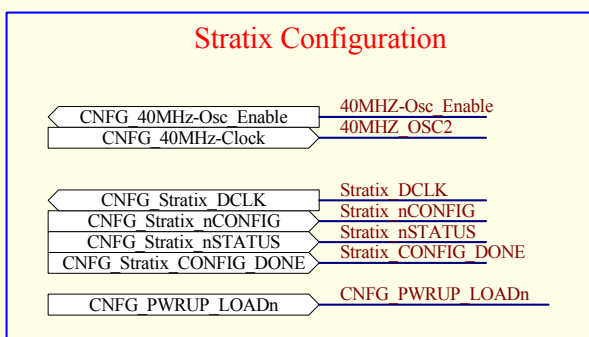 Stratix Configuration
CNFG_40MHz-Osc_Enable 40MHZ-Osc_Enable
CNFG_40MHz-Clock 40MHZ_OSC2
CNFG_Stratix_DCLK Stratix_DCLK
CNFG_Stratix_nCONFIG Stratix_nCONFIG
CNFG_Stratix_nSTATUS Stratix_nSTATUS
CNFG_Stratix_CONFIG_DONE Stratix_CONFIG_DONE
CNFG_PWRUP_LOADn CNFG_PWRUP_LOADn